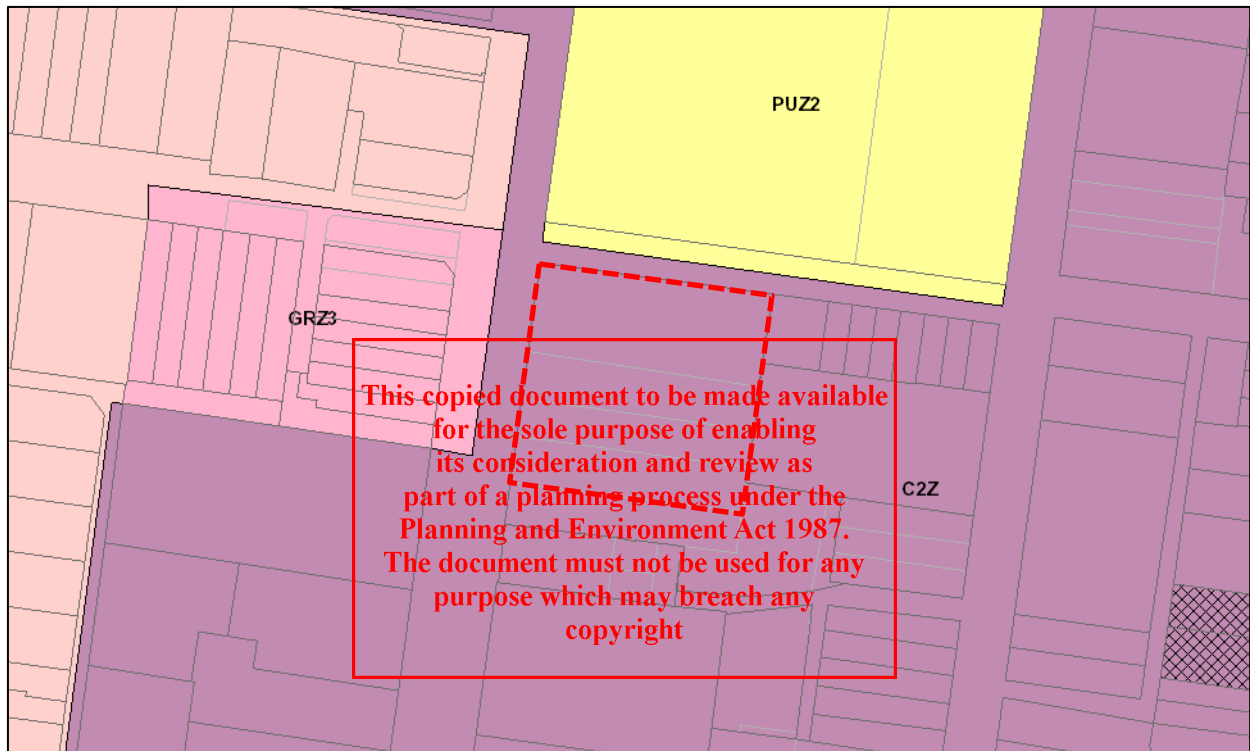 PUZ2
GRZ3
This copied document to be made available
for the sole purpose of enabling
its consideration and review as
part of a planning process under the
Planning and Environment Act 1987.
The document must not be used for any
purpose which may breach any
copyright
C2Z